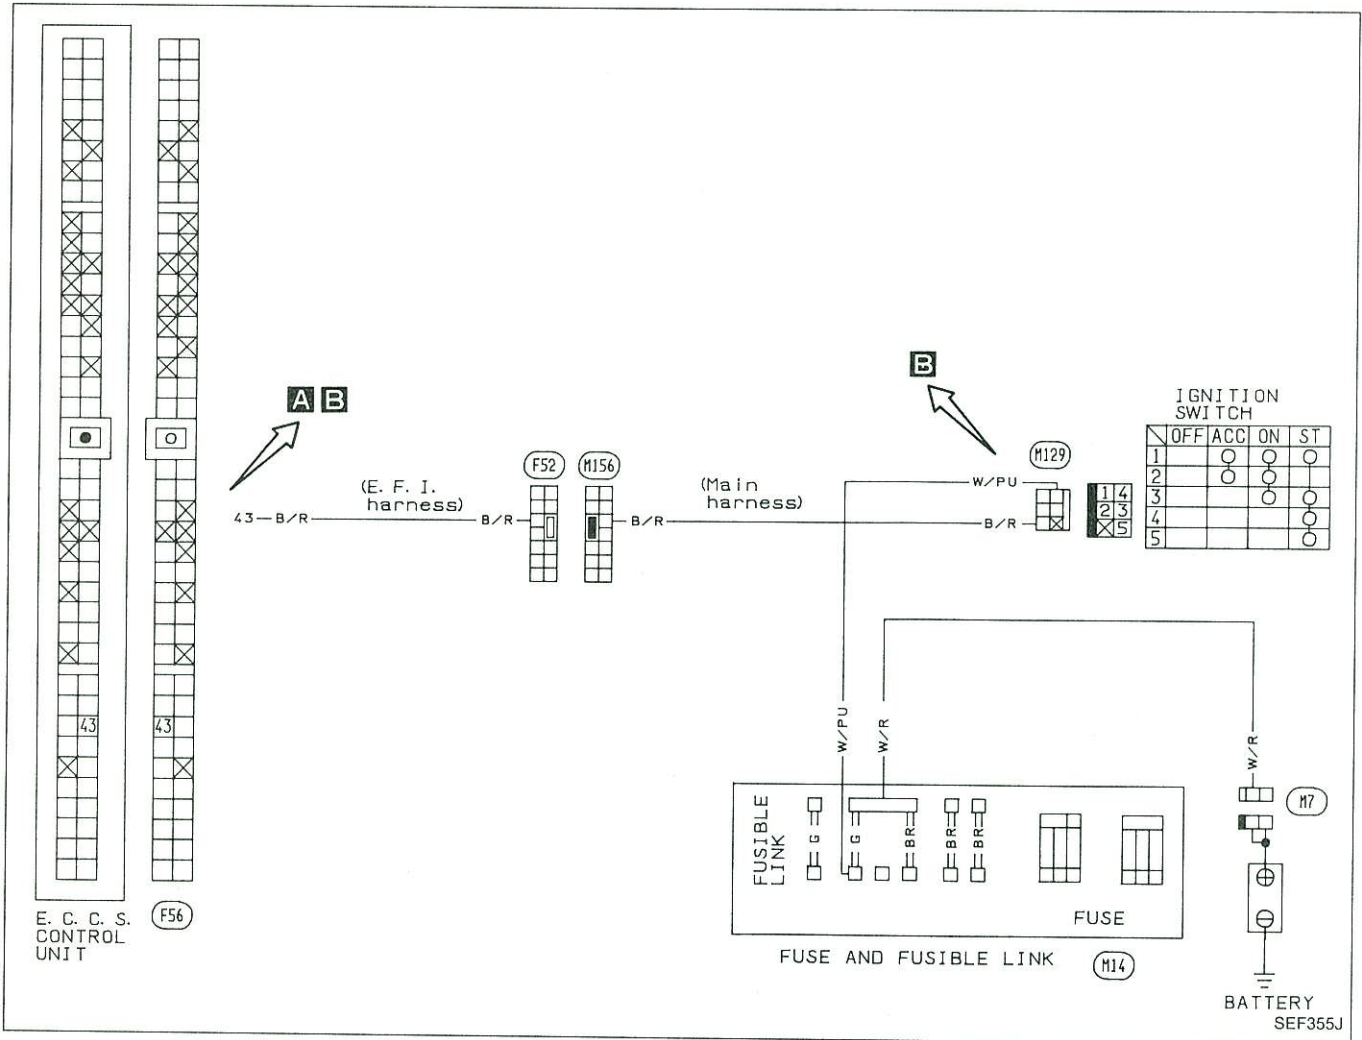 A B
B
IGNITION
SWITCH
OFF ACC ON ST
1
2
3
4
5
M129
1 4
2 3
5
F52
M156
(E. F. I.
harness)
(Main
harness)
W/PU
43 B/R
B/R
B/R
B/R
43
43
W/PU
W/R
W/R
M7
FUSIBLE
LINK
G
G
BR
BR
BR
FUSE
FUSE AND FUSIBLE LINK
M14
E. C. C. S.
CONTROL
UNIT
F56
BATTERY
SEF355J